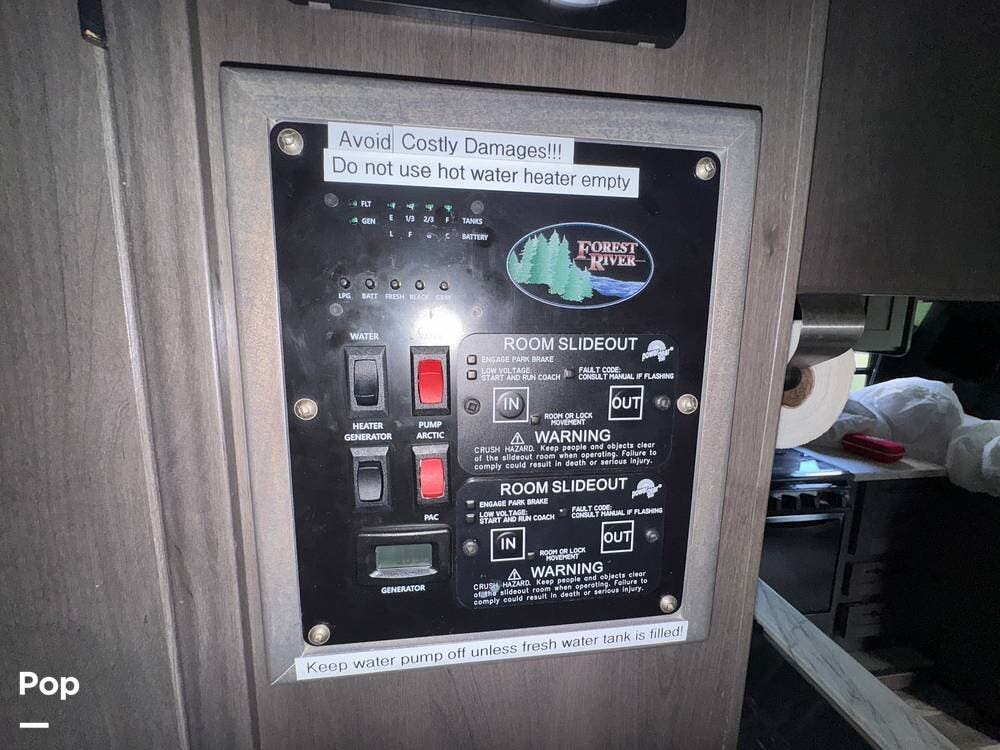 Avoid Costly Damages!!!
Do not use hot water heater empty
FLT
GEN E 1/3 2/3 F TANKS
L F G C BATTERY
FOREST
RIVER
LPG BATT FRESH BLACK GRAY
WATER
HEATER PUMP
GENERATOR ARCTIC
PAC
GENERATOR
ROOM SLIDEOUT
ENGAGE PARK BRAKE
power gear
LOW VOLTAGE: FAULT CODE:
START AND RUN COACH CONSULT MANUAL IF FLASHING
IN OUT
ROOM OR LOCK
MOVEMENT
WARNING
CRUSH HAZARD. Keep people and objects clear
of the slideout room when operating. Failure to
comply could result in death or serious injury.
ROOM SLIDEOUT
ENGAGE PARK BRAKE
power gear
LOW VOLTAGE: FAULT CODE:
START AND RUN COACH CONSULT MANUAL IF FLASHING
IN OUT
ROOM OR LOCK
MOVEMENT
WARNING
CRUSH HAZARD. Keep people and objects clear
of the slideout room when operating. Failure to
comply could result in death or serious injury.
Keep water pump off unless fresh water tank is filled!
Pop